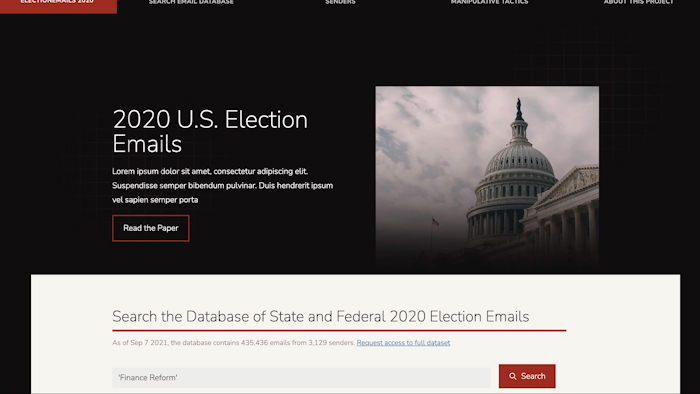 ELECTIONEMAILS 2020
SEARCH EMAIL DATABASE
SENDERS
MANIPULATIVE TACTICS
ABOUT THIS PROJECT
2020 U.S. Election
Emails
Lorem ipsum dolor sit amet, consectetur adipiscing elit.
Suspendisse semper bibendum pulvinar. Duis hendrerit ipsum
vel sapien semper porta
Read the Paper
Search the Database of State and Federal 2020 Election Emails
As of Sep 7 2021, the database contains 435,436 emails from 3,129 senders. Request access to full dataset
'Finance Reform'
Search